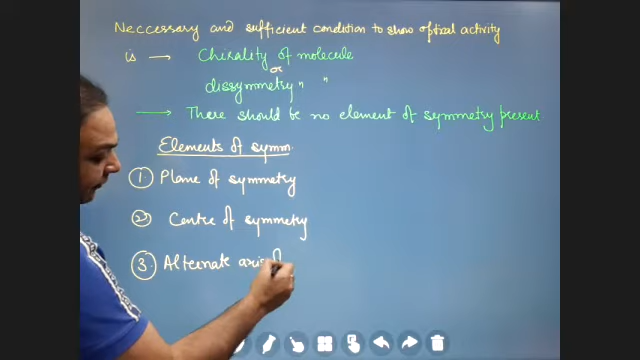 Neccessary and sufficient condition to show optical activity
is → Chirality of molecule
or
dissymmetry " "
→ There should be no element of symmetry present
Elements of symm.
1. Plane of symmetry
2. Centre of symmetry
3. Alternate axis